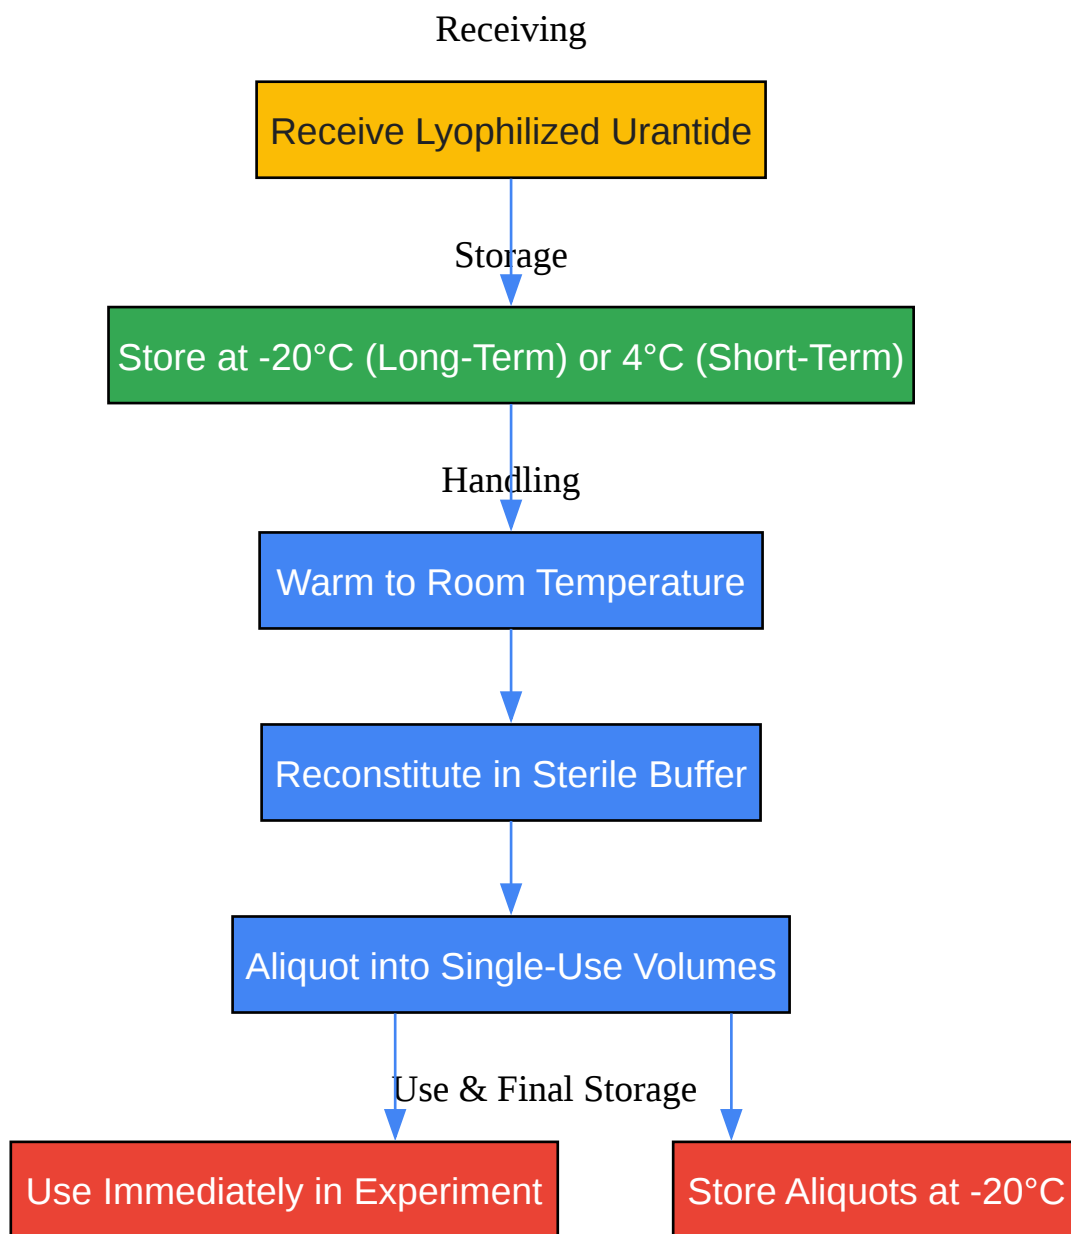 Receiving
Receive Lyophilized Urantide
Storage
Store at -20°C (Long-Term) or 4°C (Short-Term)
Handling
Warm to Room Temperature
Reconstitute in Sterile Buffer
Aliquot into Single-Use Volumes
Use & Final Storage
Use Immediately in Experiment
Store Aliquots at -20°C